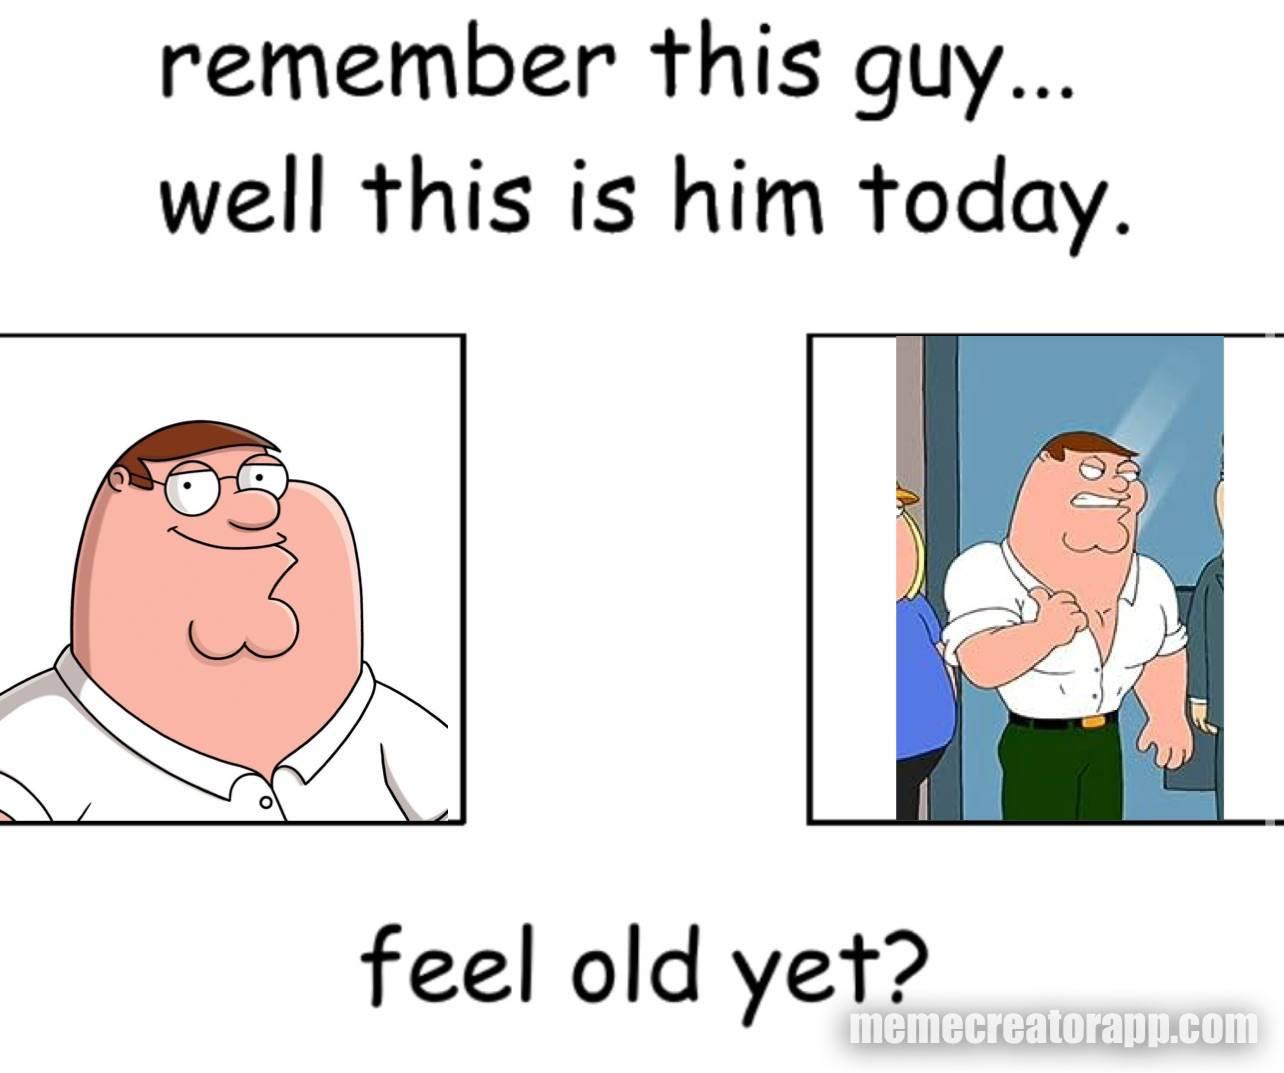 remember this guy...
well this is him today.
feel old yet?
memecreatorapp.com